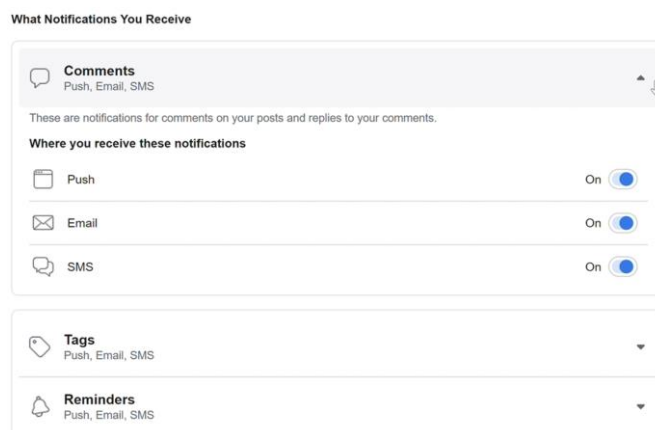 What Notifications You Receive
Comments
Push, Email, SMS
These are notifications for comments on your posts and replies to your comments.
Where you receive these notifications
Push On
Email On
SMS On
Tags
Push, Email, SMS
Reminders
Push, Email, SMS